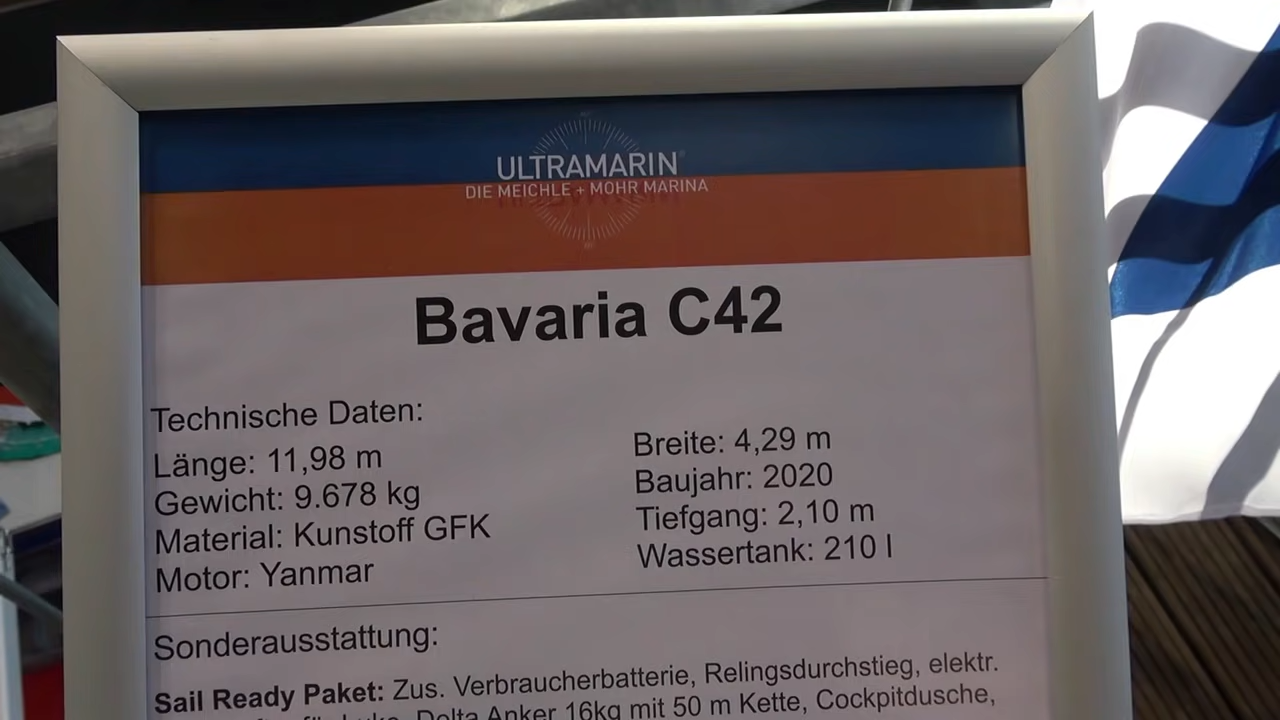 ULTRAMARIN
DIE MEICHLE + MOHR MARINA
Bavaria C42
Technische Daten:
Länge: 11,98 m
Gewicht: 9.678 kg
Material: Kunstoff GFK
Motor: Yanmar
Breite: 4,29 m
Baujahr: 2020
Tiefgang: 2,10 m
Wassertank: 210 l
Sonderausstattung:
Sail Ready Paket: Zus. Verbraucherbatterie, Relingsdurchstieg, elektr.
Delta Anker 16kg mit 50 m Kette, Cockpitdusche,